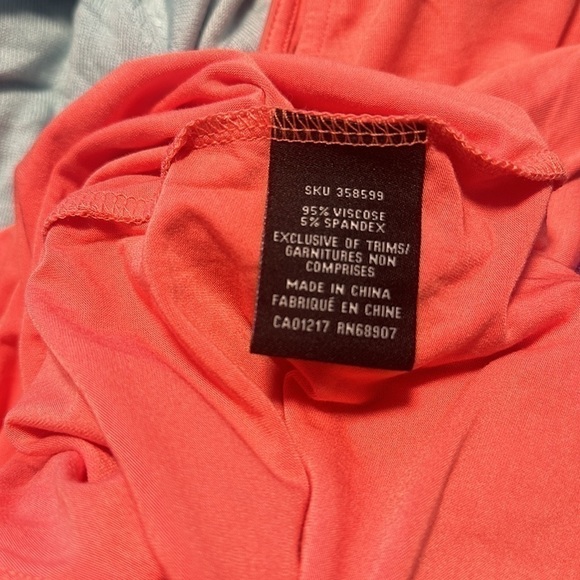 SKU 358599
95% VISCOSE
5% SPANDEX
EXCLUSIVE OF TRIMS/
GARNITURES NON
COMPRISES
MADE IN CHINA
FABRIQUÉ EN CHINE
CA01217 RN68907